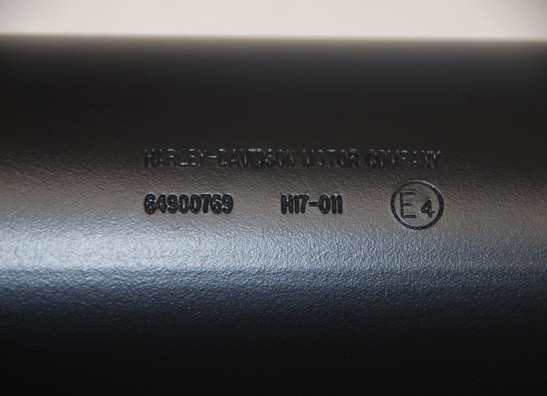 HARLEY-DAVIDSON MOTOR COMPANY
64900769 H17-011 E4